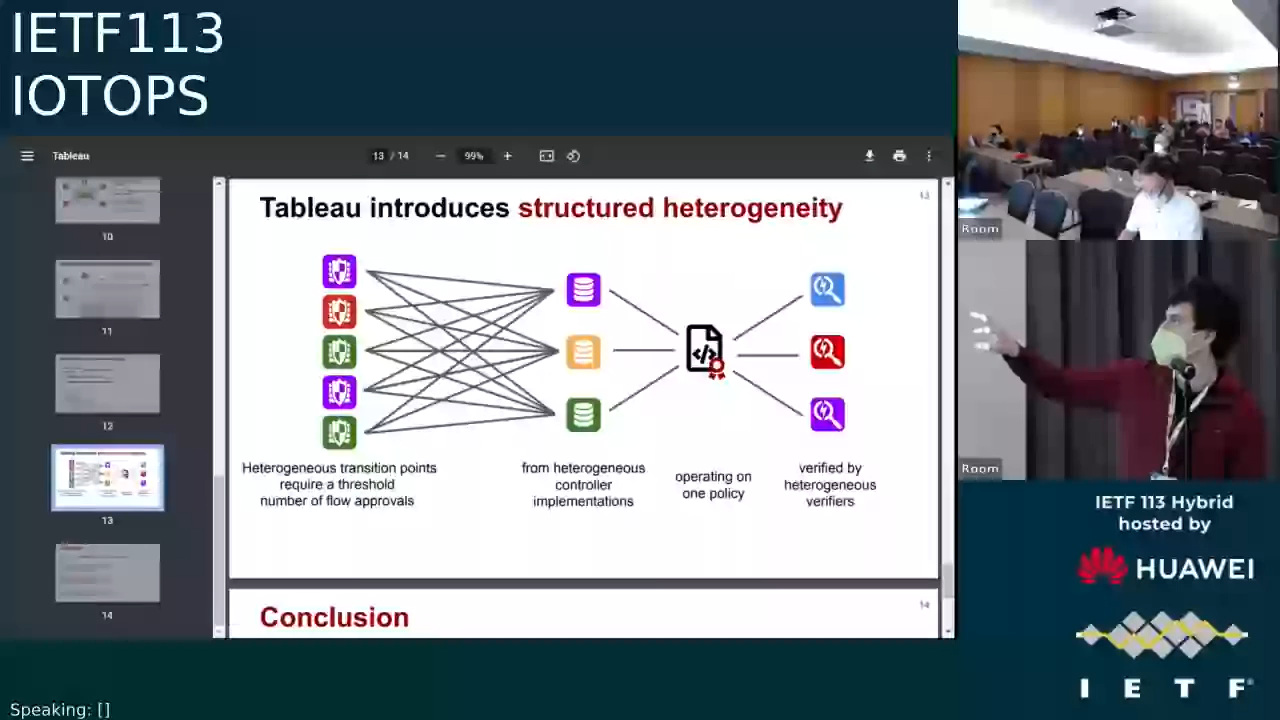 IETF113
IOTOPS
Tableau
13 / 14
99%
10
11
12
13
14
Tableau introduces structured heterogeneity
13
Heterogeneous transition points
require a threshold
number of flow approvals
from heterogeneous
controller
implementations
operating on
one policy
verified by
heterogeneous
verifiers
Conclusion
14
Room
Room
IETF 113 Hybrid
hosted by
HUAWEI
I E T F
Speaking: []